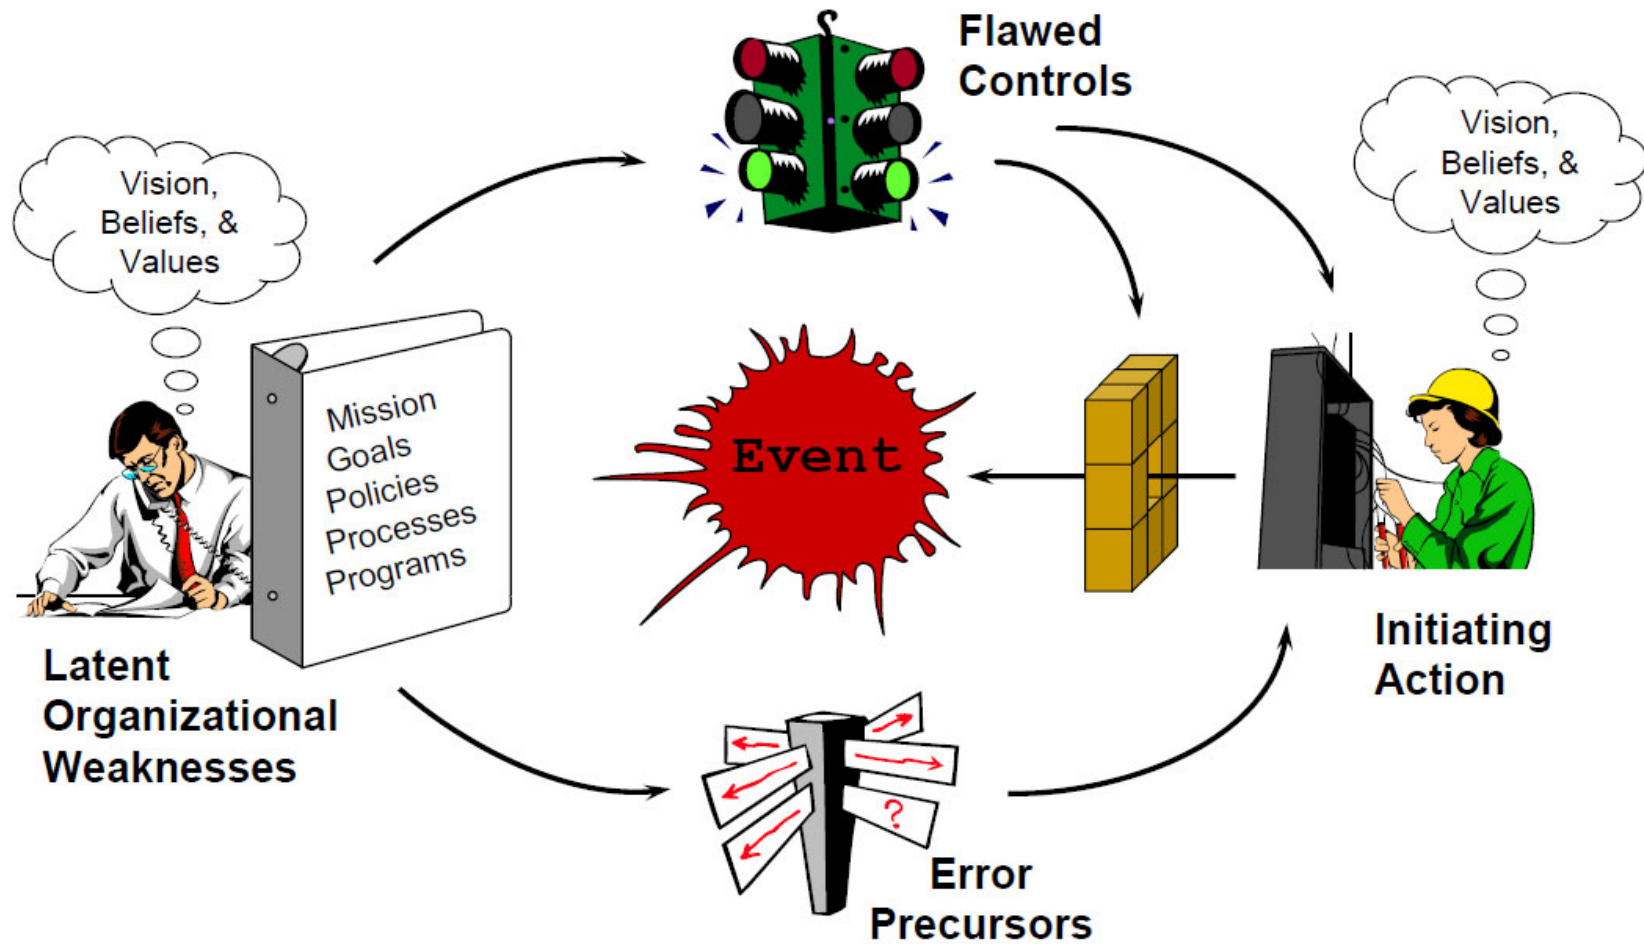 Flawed
Controls
Vision,
Beliefs, &
Values
Vision,
Beliefs, &
Values
Mission
Goals
Policies
Processes
Programs
Event
Latent
Organizational
Weaknesses
Initiating
Action
?
Error
Precursors